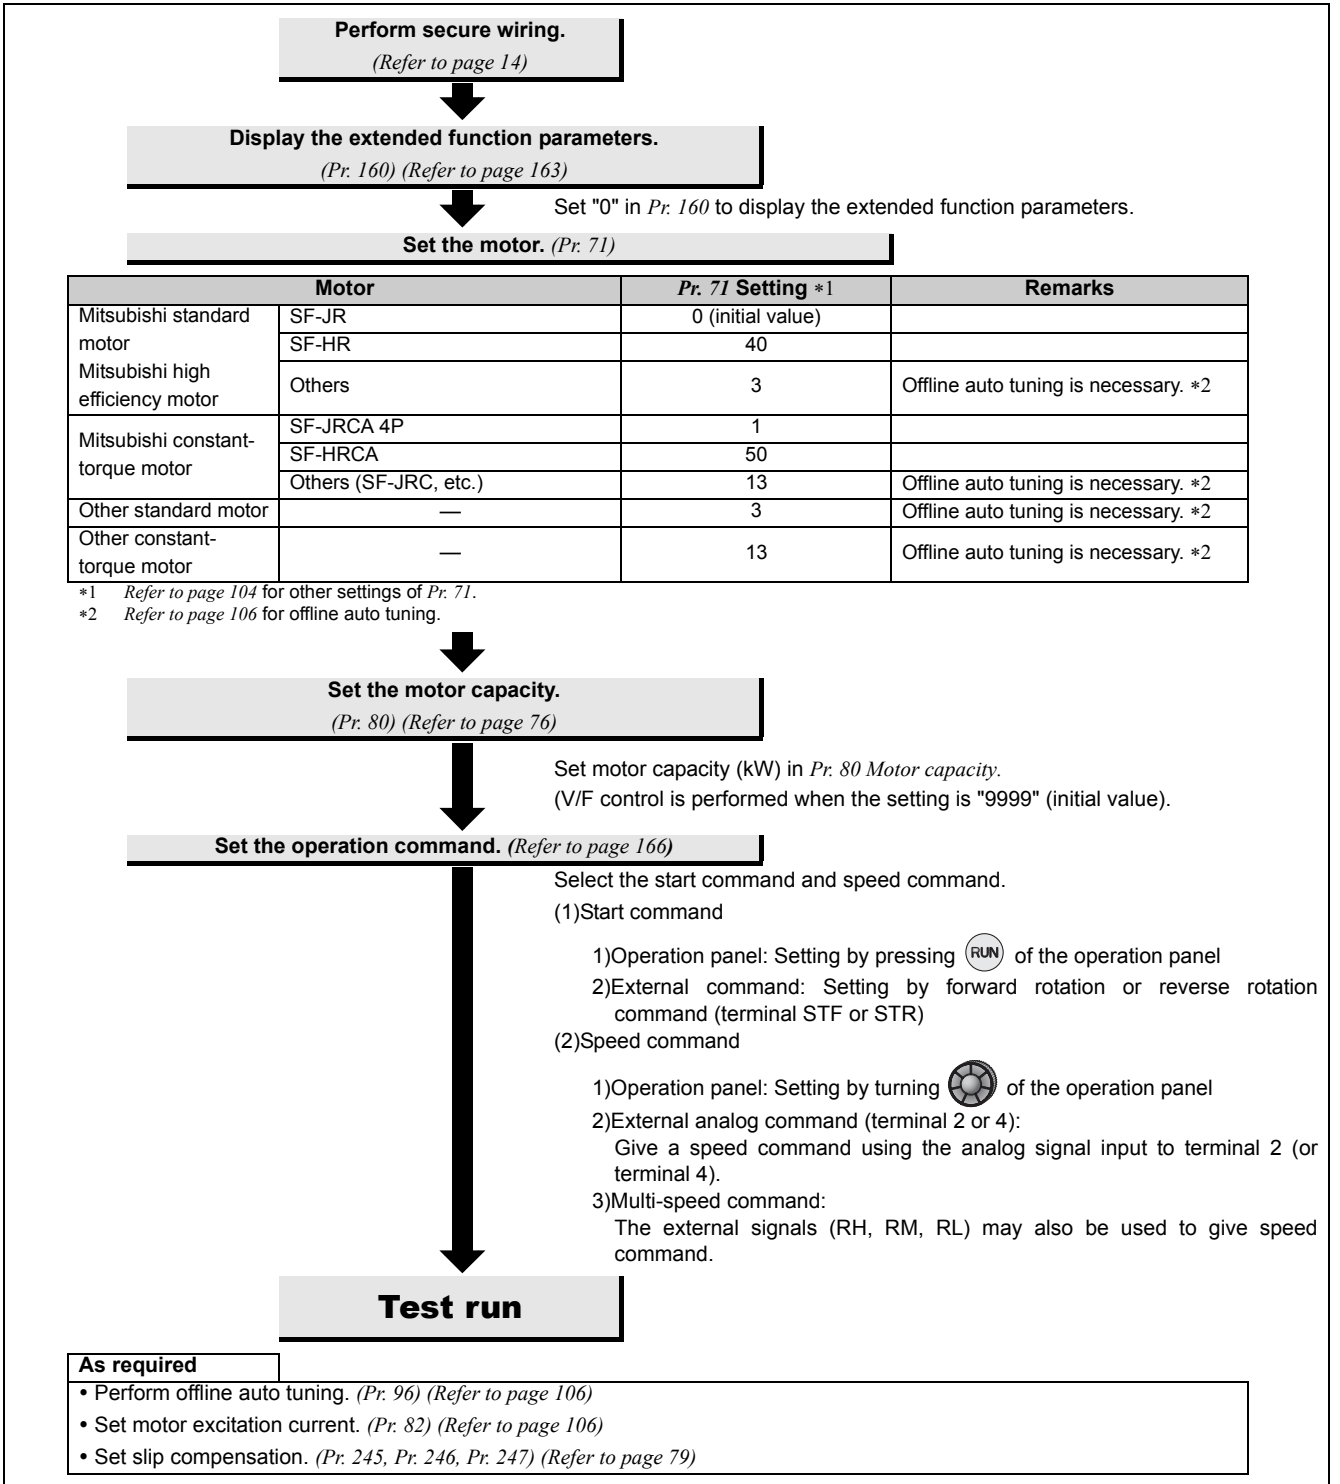 Perform secure wiring.
(Refer to page 14)
Display the extended function parameters.
(Pr. 160) (Refer to page 163)
Set "0" in Pr. 160 to display the extended function parameters.
Set the motor. (Pr. 71)
Motor Pr. 71 Setting *1 Remarks
Mitsubishi standard motor Mitsubishi high efficiency motor SF-JR 0 (initial value)
SF-HR 40
Others 3 Offline auto tuning is necessary. *2
Mitsubishi constant-torque motor SF-JRCA 4P 1
SF-HRCA 50
Others (SF-JRC, etc.) 13 Offline auto tuning is necessary. *2
Other standard motor — 3 Offline auto tuning is necessary. *2
Other constant-torque motor — 13 Offline auto tuning is necessary. *2
*1 Refer to page 104 for other settings of Pr. 71.
*2 Refer to page 106 for offline auto tuning.
Set the motor capacity.
(Pr. 80) (Refer to page 76)
Set motor capacity (kW) in Pr. 80 Motor capacity.
(V/F control is performed when the setting is "9999" (initial value).
Set the operation command. (Refer to page 166)
Select the start command and speed command.
(1)Start command
1)Operation panel: Setting by pressing RUN of the operation panel
2)External command: Setting by forward rotation or reverse rotation
command (terminal STF or STR)
(2)Speed command
1)Operation panel: Setting by turning of the operation panel
2)External analog command (terminal 2 or 4):
Give a speed command using the analog signal input to terminal 2 (or
terminal 4).
3)Multi-speed command:
The external signals (RH, RM, RL) may also be used to give speed
command.
Test run
As required
• Perform offline auto tuning. (Pr. 96) (Refer to page 106)
• Set motor excitation current. (Pr. 82) (Refer to page 106)
• Set slip compensation. (Pr. 245, Pr. 246, Pr. 247) (Refer to page 79)